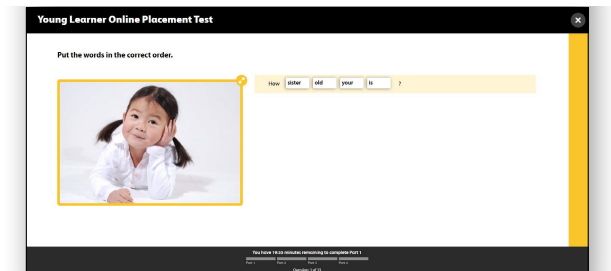 Young Learner Online Placement Test
Put the words in the correct order.
How sister old your is ?
You have 19:33 minutes remaining to complete Part 1
Part 1 Part 2 Part 3 Part 4